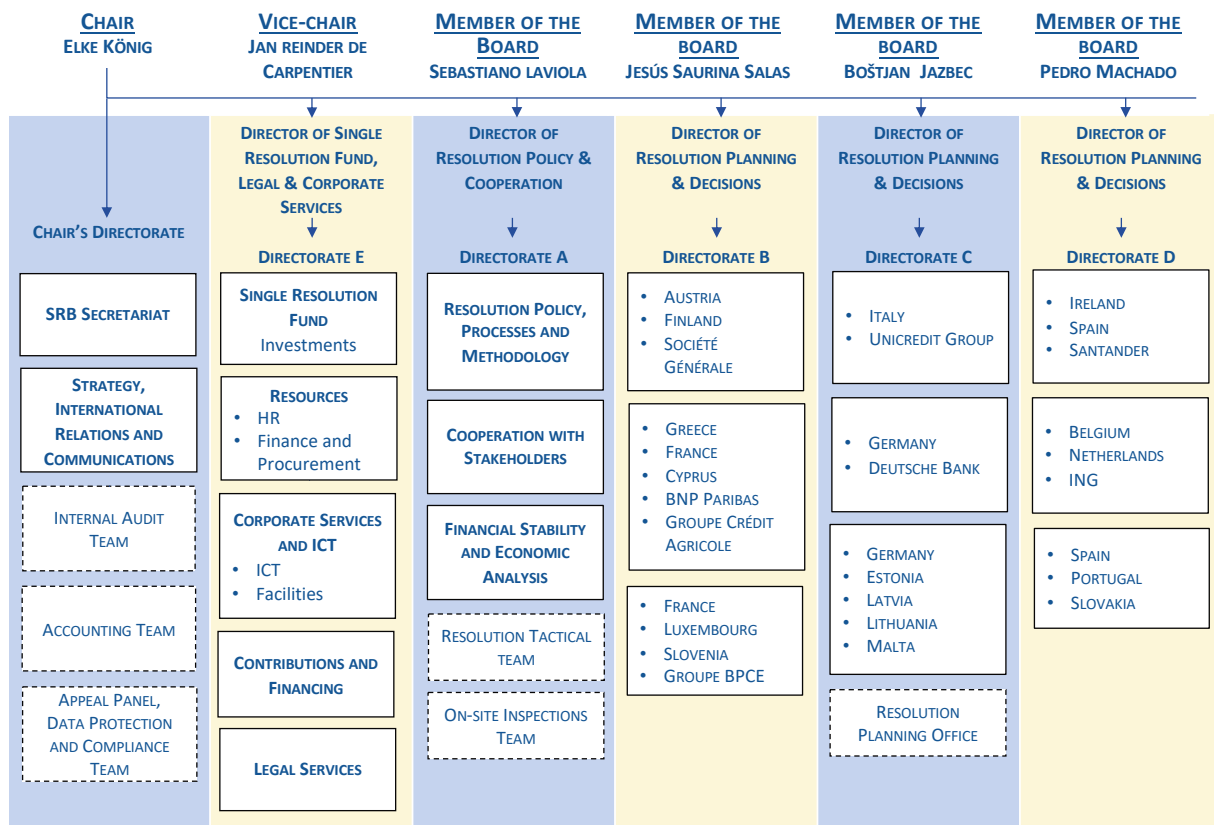 CHAIR
ELKE KÖNIG
VICE-CHAIR
JAN REINDER DE
CARPENTIER
MEMBER OF THE
BOARD
SEBASTIANO LAVIOLA
MEMBER OF THE
BOARD
JESÚS SAURINA SALAS
MEMBER OF THE
BOARD
BOŠTJAN JAZBEC
MEMBER OF THE
BOARD
PEDRO MACHADO
CHAIR'S DIRECTORATE
SRB SECRETARIAT
STRATEGY,
INTERNATIONAL
RELATIONS AND
COMMUNICATIONS
INTERNAL AUDIT
TEAM
ACCOUNTING TEAM
APPEAL PANEL,
DATA PROTECTION
AND COMPLIANCE
TEAM
DIRECTOR OF SINGLE
RESOLUTION FUND,
LEGAL & CORPORATE
SERVICES
DIRECTORATE E
SINGLE RESOLUTION
FUND
Investments
RESOURCES
• HR
• Finance and
Procurement
CORPORATE SERVICES
AND ICT
• ICT
• Facilities
CONTRIBUTIONS AND
FINANCING
LEGAL SERVICES
DIRECTOR OF
RESOLUTION POLICY &
COOPERATION
DIRECTORATE A
RESOLUTION POLICY,
PROCESSES AND
METHODOLOGY
COOPERATION WITH
STAKEHOLDERS
FINANCIAL STABILITY
AND ECONOMIC
ANALYSIS
RESOLUTION TACTICAL
TEAM
ON-SITE INSPECTIONS
TEAM
DIRECTOR OF
RESOLUTION PLANNING
& DECISIONS
DIRECTORATE B
• AUSTRIA
• FINLAND
• SOCIÉTÉ
GÉNÉRALE
• GREECE
• FRANCE
• CYPRUS
• BNP PARIBAS
• GROUPE CRÉDIT
AGRICOLE
• FRANCE
• LUXEMBOURG
• SLOVENIA
• GROUPE BPCE
DIRECTOR OF
RESOLUTION PLANNING
& DECISIONS
DIRECTORATE C
• ITALY
• UNICREDIT GROUP
• GERMANY
• DEUTSCHE BANK
• GERMANY
• ESTONIA
• LATVIA
• LITHUANIA
• MALTA
RESOLUTION
PLANNING OFFICE
DIRECTOR OF
RESOLUTION PLANNING
& DECISIONS
DIRECTORATE D
• IRELAND
• SPAIN
• SANTANDER
• BELGIUM
• NETHERLANDS
• ING
• SPAIN
• PORTUGAL
• SLOVAKIA